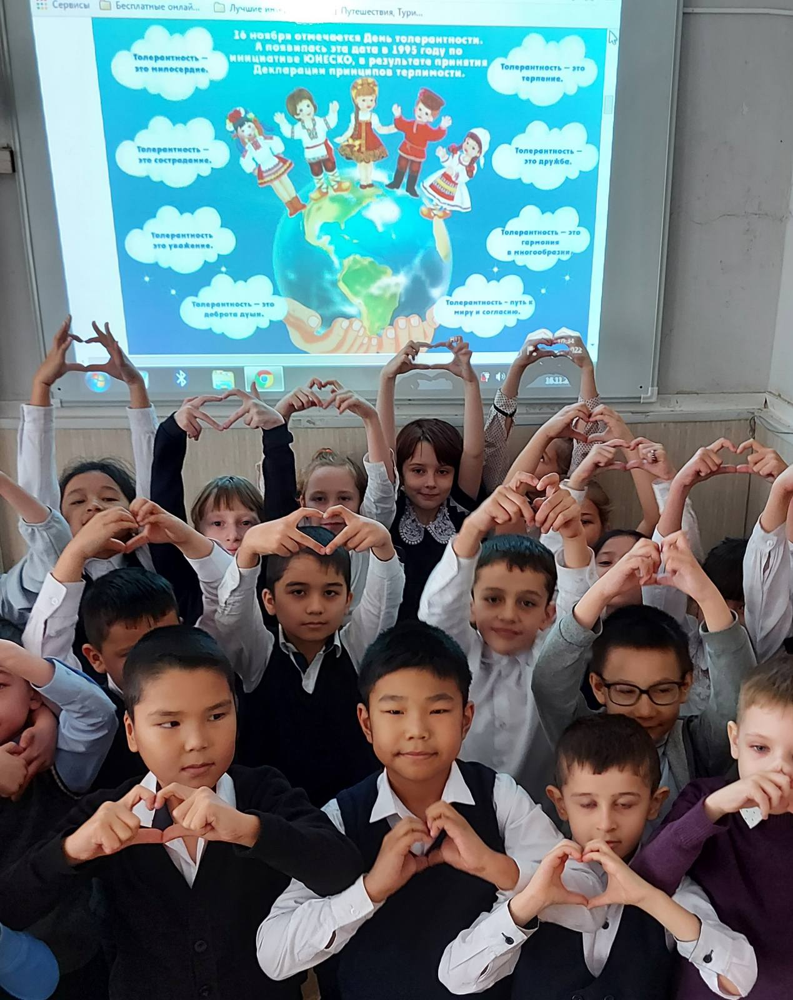 Сервисы
Бесплатные онлай...
Лучшие
Путешествия, Тури...
16 ноября отмечается День толерантности.
А появилась эта дата в 1995 году по
инициативе ЮНЕСКО, в результате принятия
Декларации принципов терпимости.
Толерантность –
это милосердие.
Толерантность – это
терпение.
Толерантность –
это сострадание.
Толерантность –
это дружба.
Толерантность
это уважение.
Толерантность – это
гармония
в многообразии.
Толерантность – это
доброта души.
Толерантность – путь к
миру и согласию.